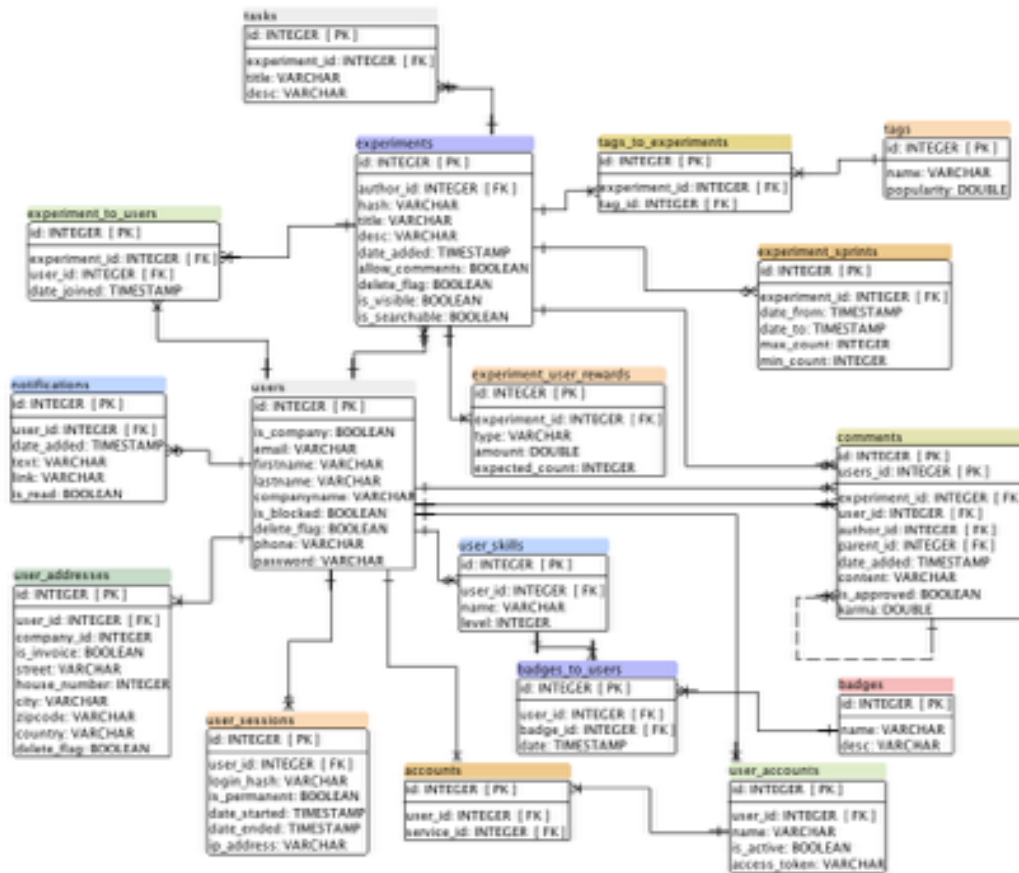 tasks
id: INTEGER [ PK ]
experiment_id: INTEGER [ FK ]
title: VARCHAR
desc: VARCHAR
experiments
id: INTEGER [ PK ]
author_id: INTEGER [ FK ]
hash: VARCHAR
title: VARCHAR
desc: VARCHAR
date_added: TIMESTAMP
allow_comments: BOOLEAN
delete_flag: BOOLEAN
is_visible: BOOLEAN
is_searchable: BOOLEAN
tags_to_experiments
id: INTEGER [ PK ]
experiment_id: INTEGER [ FK ]
tag_id: INTEGER [ FK ]
tags
id: INTEGER [ PK ]
name: VARCHAR
popularity: DOUBLE
experiment_to_users
id: INTEGER [ PK ]
experiment_id: INTEGER [ FK ]
user_id: INTEGER [ FK ]
date_joined: TIMESTAMP
experiment_sprints
id: INTEGER [ PK ]
experiment_id: INTEGER [ FK ]
date_from: TIMESTAMP
date_to: TIMESTAMP
max_count: INTEGER
min_count: INTEGER
notifications
id: INTEGER [ PK ]
user_id: INTEGER [ FK ]
date_added: TIMESTAMP
text: VARCHAR
link: VARCHAR
is_read: BOOLEAN
users
id: INTEGER [ PK ]
is_company: BOOLEAN
email: VARCHAR
firstname: VARCHAR
lastname: VARCHAR
companyname: VARCHAR
is_blocked: BOOLEAN
delete_flag: BOOLEAN
phone: VARCHAR
password: VARCHAR
experiment_user_rewards
id: INTEGER [ PK ]
experiment_id: INTEGER [ FK ]
type: VARCHAR
amount: DOUBLE
expected_count: INTEGER
comments
id: INTEGER [ PK ]
users_id: INTEGER [ PK ]
experiment_id: INTEGER [ FK ]
user_id: INTEGER [ FK ]
author_id: INTEGER [ FK ]
parent_id: INTEGER [ FK ]
date_added: TIMESTAMP
content: VARCHAR
is_approved: BOOLEAN
karma: DOUBLE
user_addresses
id: INTEGER [ PK ]
user_id: INTEGER [ FK ]
company_id: INTEGER
is_invoice: BOOLEAN
street: VARCHAR
house_number: INTEGER
city: VARCHAR
zipcode: VARCHAR
country: VARCHAR
delete_flag: BOOLEAN
user_skills
id: INTEGER [ PK ]
user_id: INTEGER [ FK ]
name: VARCHAR
level: INTEGER
badges_to_users
id: INTEGER [ PK ]
user_id: INTEGER [ FK ]
badge_id: INTEGER [ FK ]
date: TIMESTAMP
badges
id: INTEGER [ PK ]
name: VARCHAR
desc: VARCHAR
user_sessions
id: INTEGER [ PK ]
user_id: INTEGER [ FK ]
login_hash: VARCHAR
is_permanent: BOOLEAN
date_started: TIMESTAMP
date_ended: TIMESTAMP
ip_address: VARCHAR
accounts
id: INTEGER [ PK ]
user_id: INTEGER [ FK ]
service_id: INTEGER [ FK ]
user_accounts
id: INTEGER [ PK ]
user_id: INTEGER [ FK ]
name: VARCHAR
is_active: BOOLEAN
access_token: VARCHAR